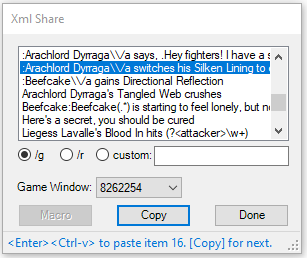 Xml Share
:Arachlord Dyrraga\\/a says, .Hey fighters! I have a
:Arachlord Dyrraga\\/a switches his Silken Lining to
:Beefcake\\/a gains Directional Reflection
Arachlord Dyrraga's Tangled Web crushes
Beefcake:Beefcake(.*) is starting to feel lonely, but
Here's a secret, you should be cured
Liegess Lavalle's Blood In hits (?<attacker>\w+)
/g /r custom:
Game Window: 8262254
Macro Copy Done
<Enter><Ctrl-v> to paste item 16. [Copy] for next.